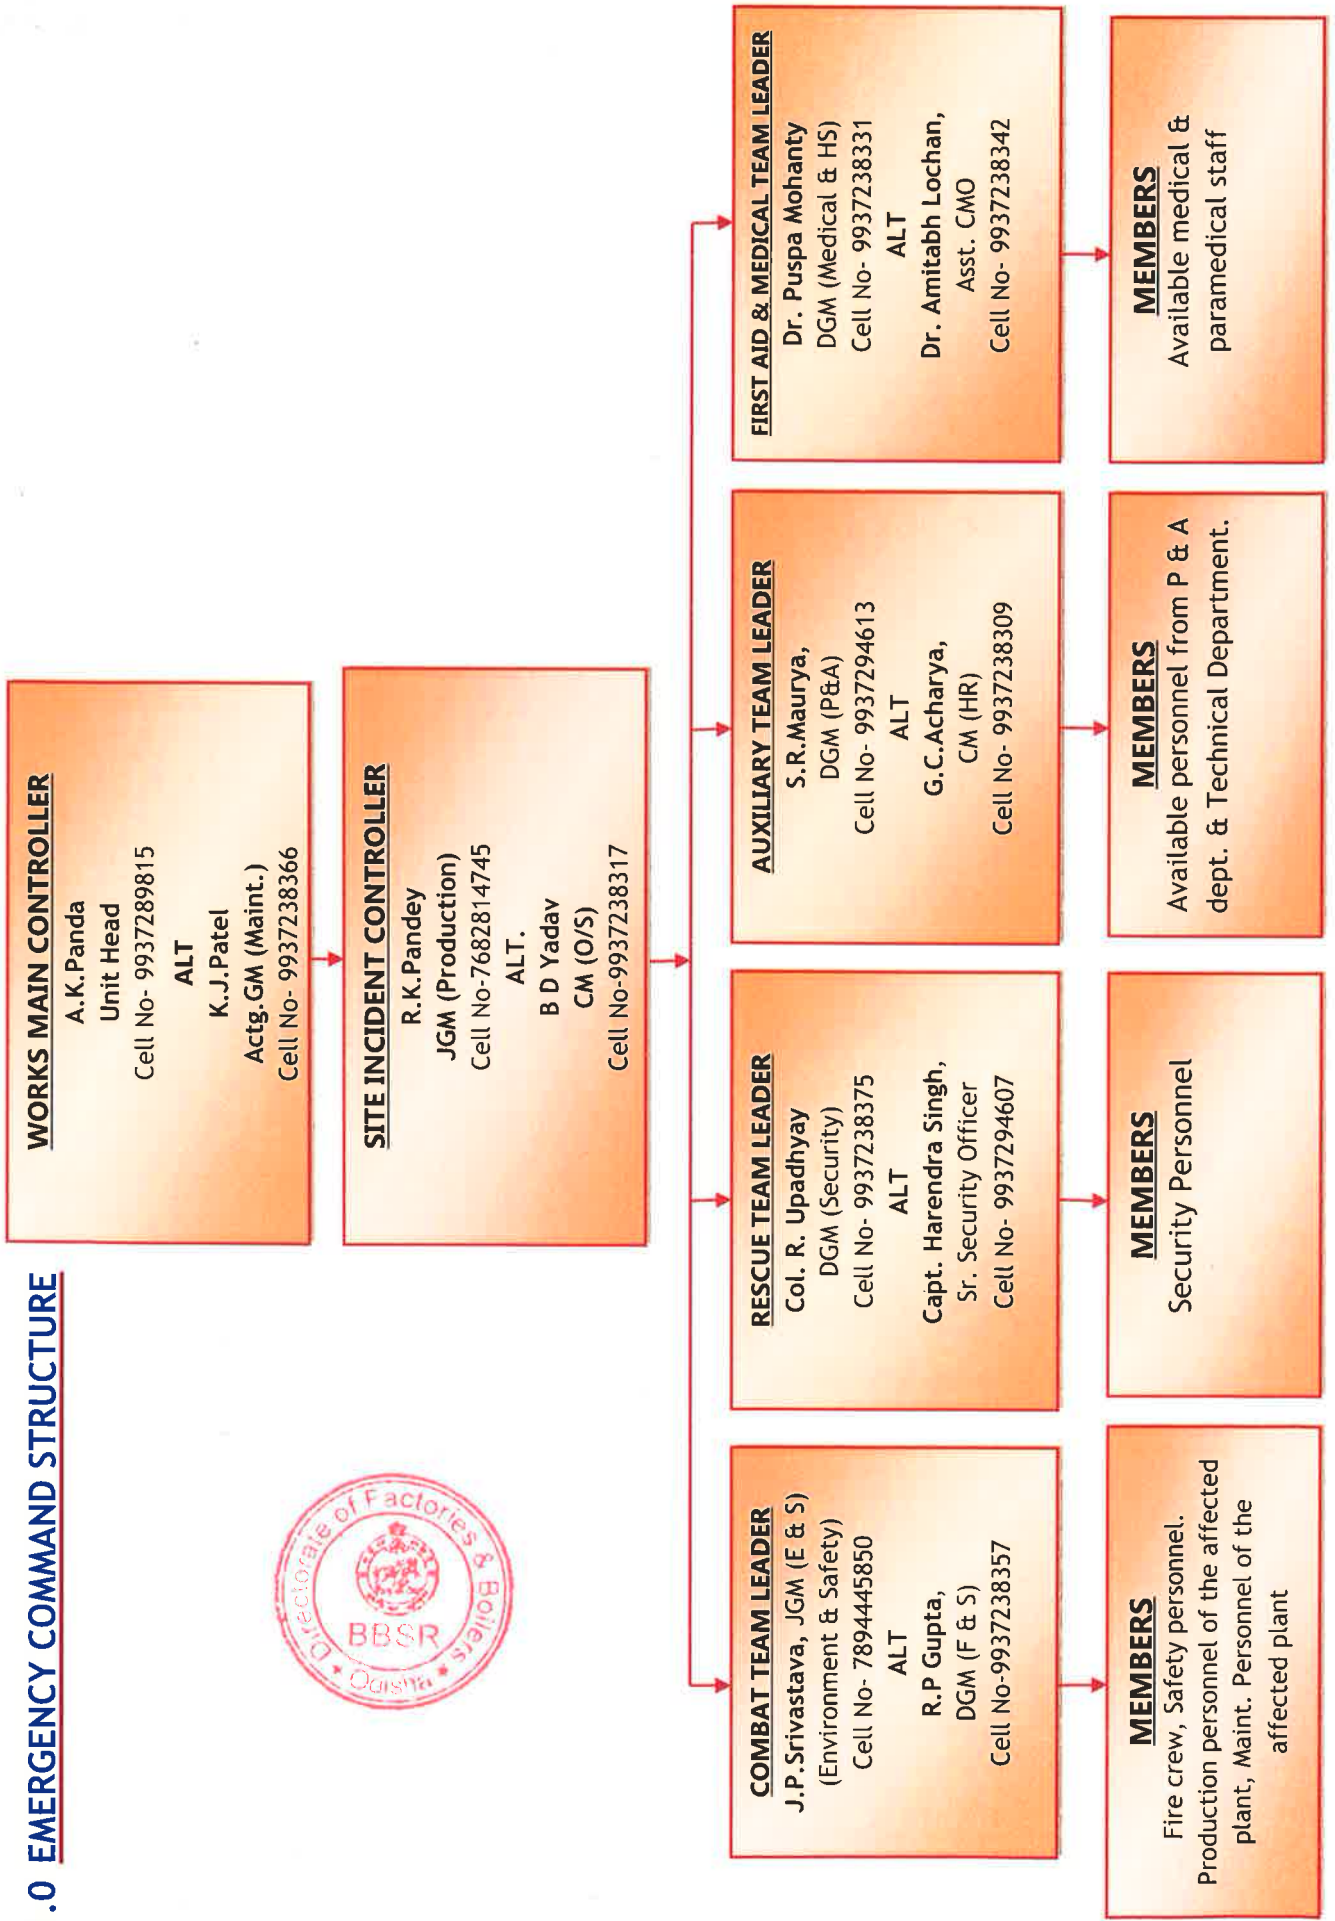 .0 EMERGENCY COMMAND STRUCTURE
WORKS MAIN CONTROLLER
A.K.Panda
Unit Head
Cell No- 9937289815
ALT
K.J.Patel
Actg.GM (Maint.)
Cell No- 9937238366
SITE INCIDENT CONTROLLER
R.K.Pandey
JGM (Production)
Cell No-7682814745
ALT.
B D Yadav
CM (O/S)
Cell No-9937238317
Directorate of Factories & Boilers
BBSR
Odisha
COMBAT TEAM LEADER
J.P.Srivastava, JGM (E & S)
(Environment & Safety)
Cell No- 7894445850
ALT
R.P Gupta,
DGM (F & S)
Cell No-9937238357
RESCUE TEAM LEADER
Col. R. Upadhyay
DGM (Security)
Cell No- 9937238375
ALT
Capt. Harendra Singh,
Sr. Security Officer
Cell No- 9937294607
AUXILIARY TEAM LEADER
S.R.Maurya,
DGM (P&A)
Cell No- 9937294613
ALT
G.C.Acharya,
CM (HR)
Cell No- 9937238309
FIRST AID & MEDICAL TEAM LEADER
Dr. Puspa Mohanty
DGM (Medical & HS)
Cell No- 9937238331
ALT
Dr. Amitabh Lochan,
Asst. CMO
Cell No- 9937238342
MEMBERS
Fire crew, Safety personnel.
Production personnel of the affected
plant, Maint. Personnel of the
affected plant
MEMBERS
Security Personnel
MEMBERS
Available personnel from P & A
dept. & Technical Department.
MEMBERS
Available medical &
paramedical staff